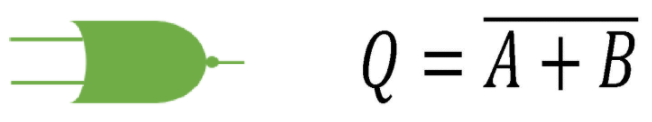 Q = \overline{A + B}